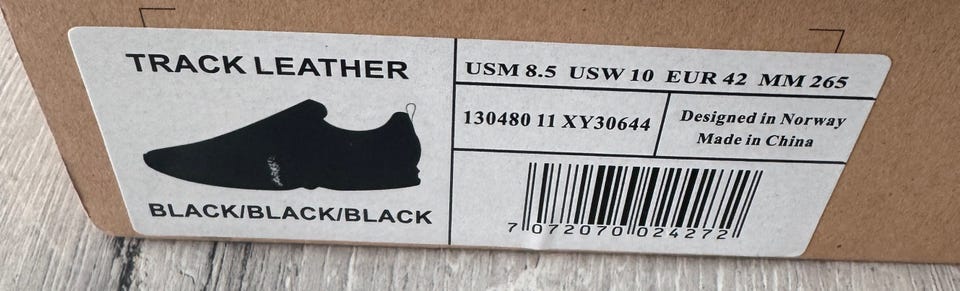 TRACK LEATHER
BLACK/BLACK/BLACK
USM 8.5 USW 10 EUR 42 MM 265
130480 11 XY30644
Designed in Norway
Made in China
7 072070 024272